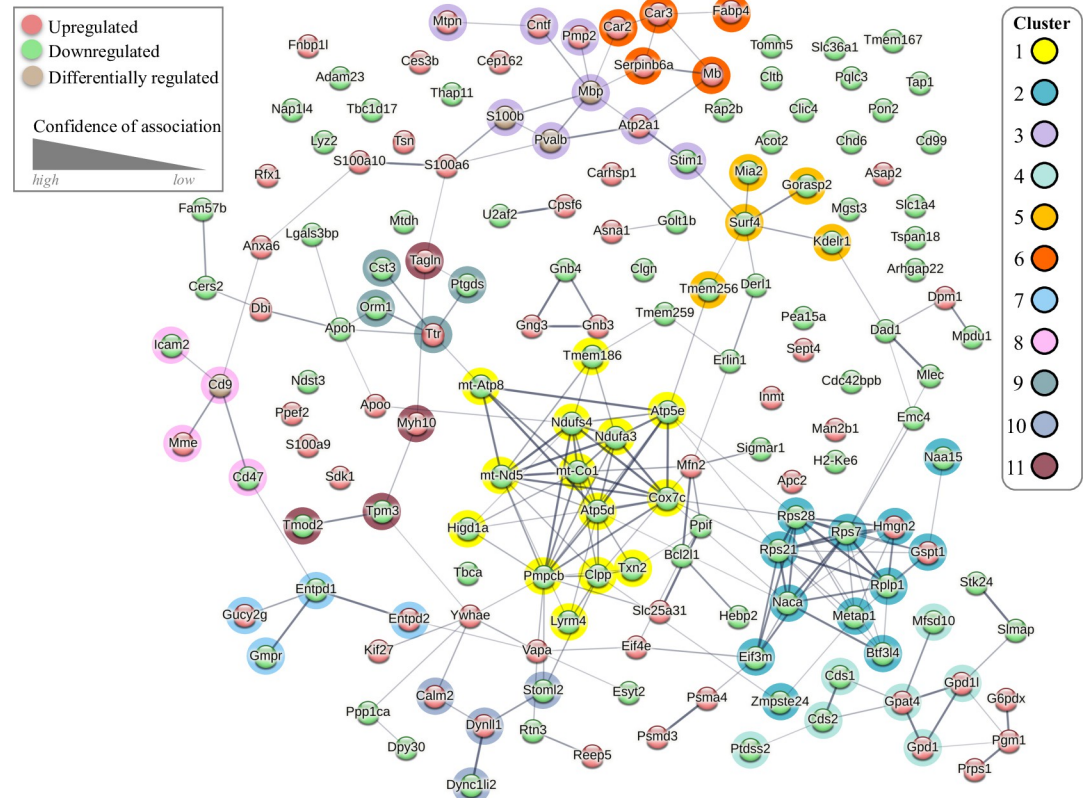 Upregulated
Downregulated
Differentially regulated
Confidence of association
high low
Cluster
1
2
3
4
5
6
7
8
9
10
11
Mtpn
Cntf
Pmp2
Car2
Car3
Fabp4
Fnbp1l
Ces3b
Cep162
Serpinb6a
Mb
Tomm5
Slc36a1
Tmem167
Adam23
Thap11
Mbp
Cltb
Pqlc3
Tap1
Nap1l4
Tbc1d17
S100b
Rap2b
Clic4
Pon2
Lyz2
Tsn
Pvalb
Atp2a1
Acot2
Chd6
Cd99
S100a10
S100a6
Stim1
Rfx1
Carhsp1
Mia2
Gorasp2
Asap2
Fam57b
Mtdh
U2af2
Cpsf6
Golt1b
Surf4
Mgst3
Slc1a4
Lgals3bp
Anxa6
Asna1
Kdelr1
Tspan18
Cst3
Tagln
Ptgds
Gnb4
Clgn
Tmem256
Derl1
Arhgap22
Cers2
Dbi
Orm1
Apoh
Ttr
Gng3
Gnb3
Tmem259
Pea15a
Dad1
Dpm1
Mpdu1
Icam2
Tmem186
Erlin1
Sept4
Cd9
Ndst3
mt-Atp8
Cdc42bpb
Mlec
Ppef2
Apoo
Myh10
Ndufs4
Ndufa3
Atp5e
Inmt
Emc4
Mme
S100a9
Man2b1
Cd47
Sdk1
mt-Nd5
mt-Co1
Mfn2
Sigmar1
H2-Ke6
Naa15
Apc2
Cox7c
Tmod2
Tpm3
Higd1a
Atp5d
Ppif
Rps28
Rps7
Hmgn2
Rps21
Gspt1
Tbca
Pmpcb
Clpp
Txn2
Bcl2l1
Rplp1
Stk24
Entpd1
Naca
Gucy2g
Entpd2
Ywhae
Lyrm4
Slc25a31
Hebp2
Metap1
Mfsd10
Slmap
Gmpr
Kif27
Vapa
Eif4e
Eif3m
Btf3l4
Calm2
Stoml2
Esyt2
Psma4
Zmpste24
Cds1
Gpat4
Gpd1l
G6pdx
Ppp1ca
Dynll1
Cds2
Dpy30
Rtn3
Psmd3
Ptdss2
Gpd1
Pgm1
Reep5
Prps1
Dync1li2